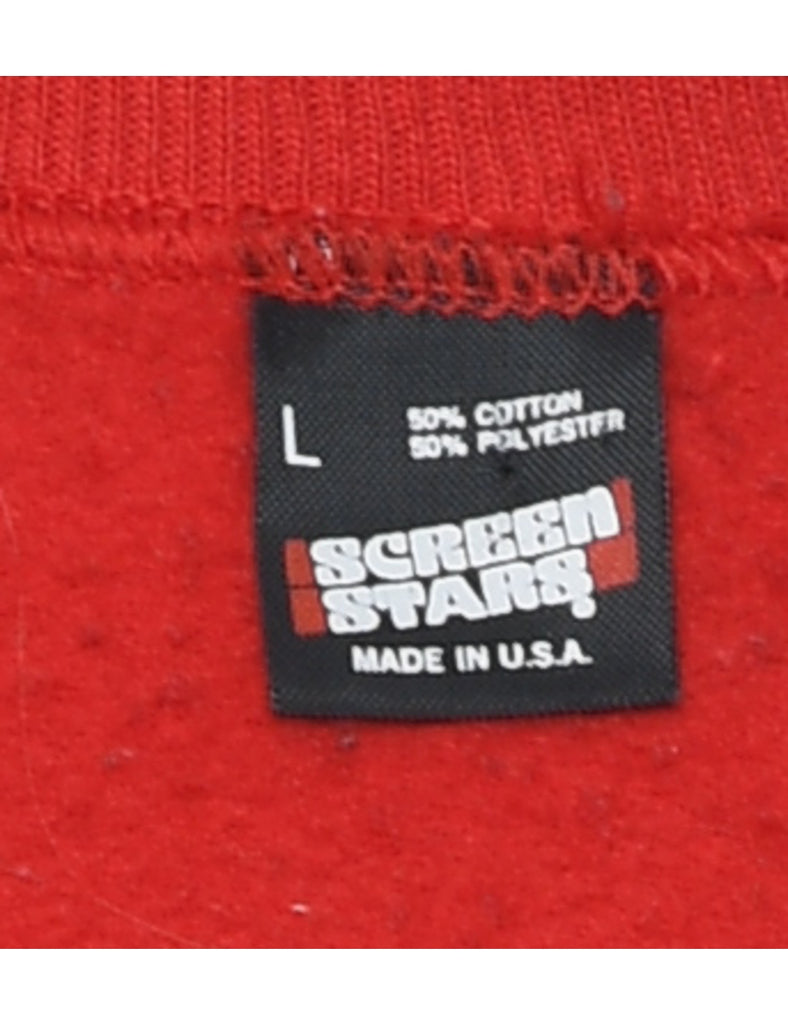 L
50% COTTON
50% POLYESTER
SCREEN
STARS
MADE IN U.S.A.